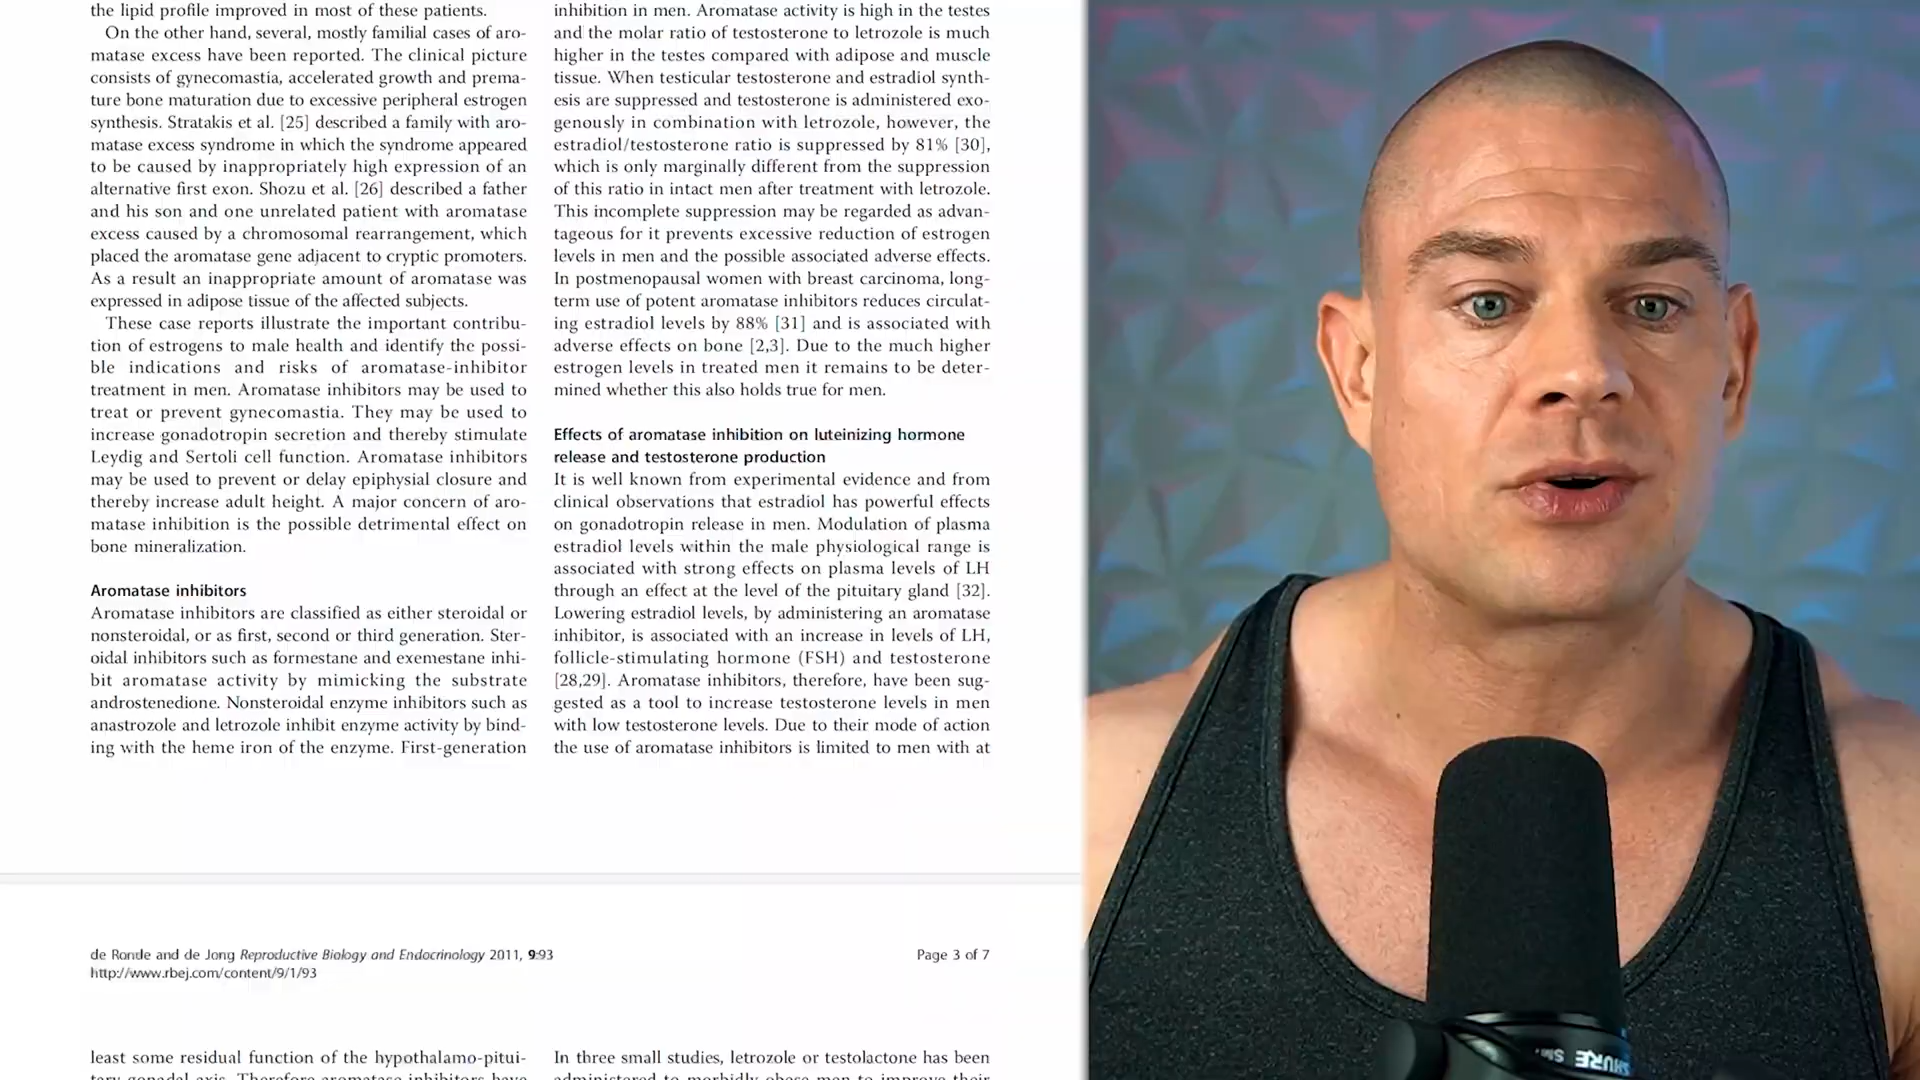 the lipid profile improved in most of these patients.
On the other hand, several, mostly familial cases of aro-
matase excess have been reported. The clinical picture
consists of gynecomastia, accelerated growth and prema-
ture bone maturation due to excessive peripheral estrogen
synthesis. Stratakis et al. [25] described a family with aro-
matase excess syndrome in which the syndrome appeared
to be caused by inappropriately high expression of an
alternative first exon. Shozu et al. [26] described a father
and his son and one unrelated patient with aromatase
excess caused by a chromosomal rearrangement, which
placed the aromatase gene adjacent to cryptic promoters.
As a result an inappropriate amount of aromatase was
expressed in adipose tissue of the affected subjects.
These case reports illustrate the important contribu-
tion of estrogens to male health and identify the possi-
ble indications and risks of aromatase-inhibitor
treatment in men. Aromatase inhibitors may be used to
treat or prevent gynecomastia. They may be used to
increase gonadotropin secretion and thereby stimulate
Leydig and Sertoli cell function. Aromatase inhibitors
may be used to prevent or delay epiphysial closure and
thereby increase adult height. A major concern of aro-
matase inhibition is the possible detrimental effect on
bone mineralization.
Aromatase inhibitors
Aromatase inhibitors are classified as either steroidal or
nonsteroidal, or as first, second or third generation. Ster-
oidal inhibitors such as formestane and exemestane inhi-
bit aromatase activity by mimicking the substrate
androstenedione. Nonsteroidal enzyme inhibitors such as
anastrozole and letrozole inhibit enzyme activity by bind-
ing with the heme iron of the enzyme. First-generation
inhibition in men. Aromatase activity is high in the testes
and the molar ratio of testosterone to letrozole is much
higher in the testes compared with adipose and muscle
tissue. When testicular testosterone and estradiol synth-
esis are suppressed and testosterone is administered exo-
genously in combination with letrozole, however, the
estradiol/testosterone ratio is suppressed by 81% [30],
which is only marginally different from the suppression
of this ratio in intact men after treatment with letrozole.
This incomplete suppression may be regarded as advan-
tageous for it prevents excessive reduction of estrogen
levels in men and the possible associated adverse effects.
In postmenopausal women with breast carcinoma, long-
term use of potent aromatase inhibitors reduces circulat-
ing estradiol levels by 88% [31] and is associated with
adverse effects on bone [2,3]. Due to the much higher
estrogen levels in treated men it remains to be deter-
mined whether this also holds true for men.
Effects of aromatase inhibition on luteinizing hormone
release and testosterone production
It is well known from experimental evidence and from
clinical observations that estradiol has powerful effects
on gonadotropin release in men. Modulation of plasma
estradiol levels within the male physiological range is
associated with strong effects on plasma levels of LH
through an effect at the level of the pituitary gland [32].
Lowering estradiol levels, by administering an aromatase
inhibitor, is associated with an increase in levels of LH,
follicle-stimulating hormone (FSH) and testosterone
[28,29]. Aromatase inhibitors, therefore, have been sug-
gested as a tool to increase testosterone levels in men
with low testosterone levels. Due to their mode of action
the use of aromatase inhibitors is limited to men with at
de Ronde and de Jong Reproductive Biology and Endocrinology 2011, 9:93
http://www.rbej.com/content/9/1/93
Page 3 of 7
least some residual function of the hypothalamo-pitui-
tary gonadal axis. Therefore aromatase inhibitors have
In three small studies, letrozole or testolactone has been
administered to morbidly obese men to improve their
SHURE